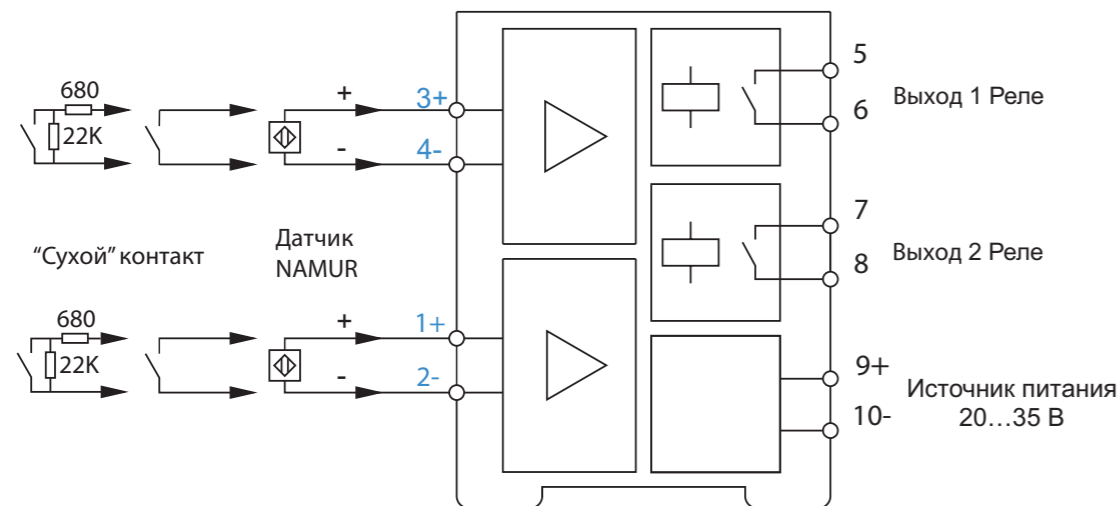 680
22K
+
-
3+
4-
5
6
Выход 1 Реле
“Сухой” контакт
Датчик
NAMUR
7
8
Выход 2 Реле
680
22K
+
-
1+
2-
9+
10-
Источник питания
20...35 В